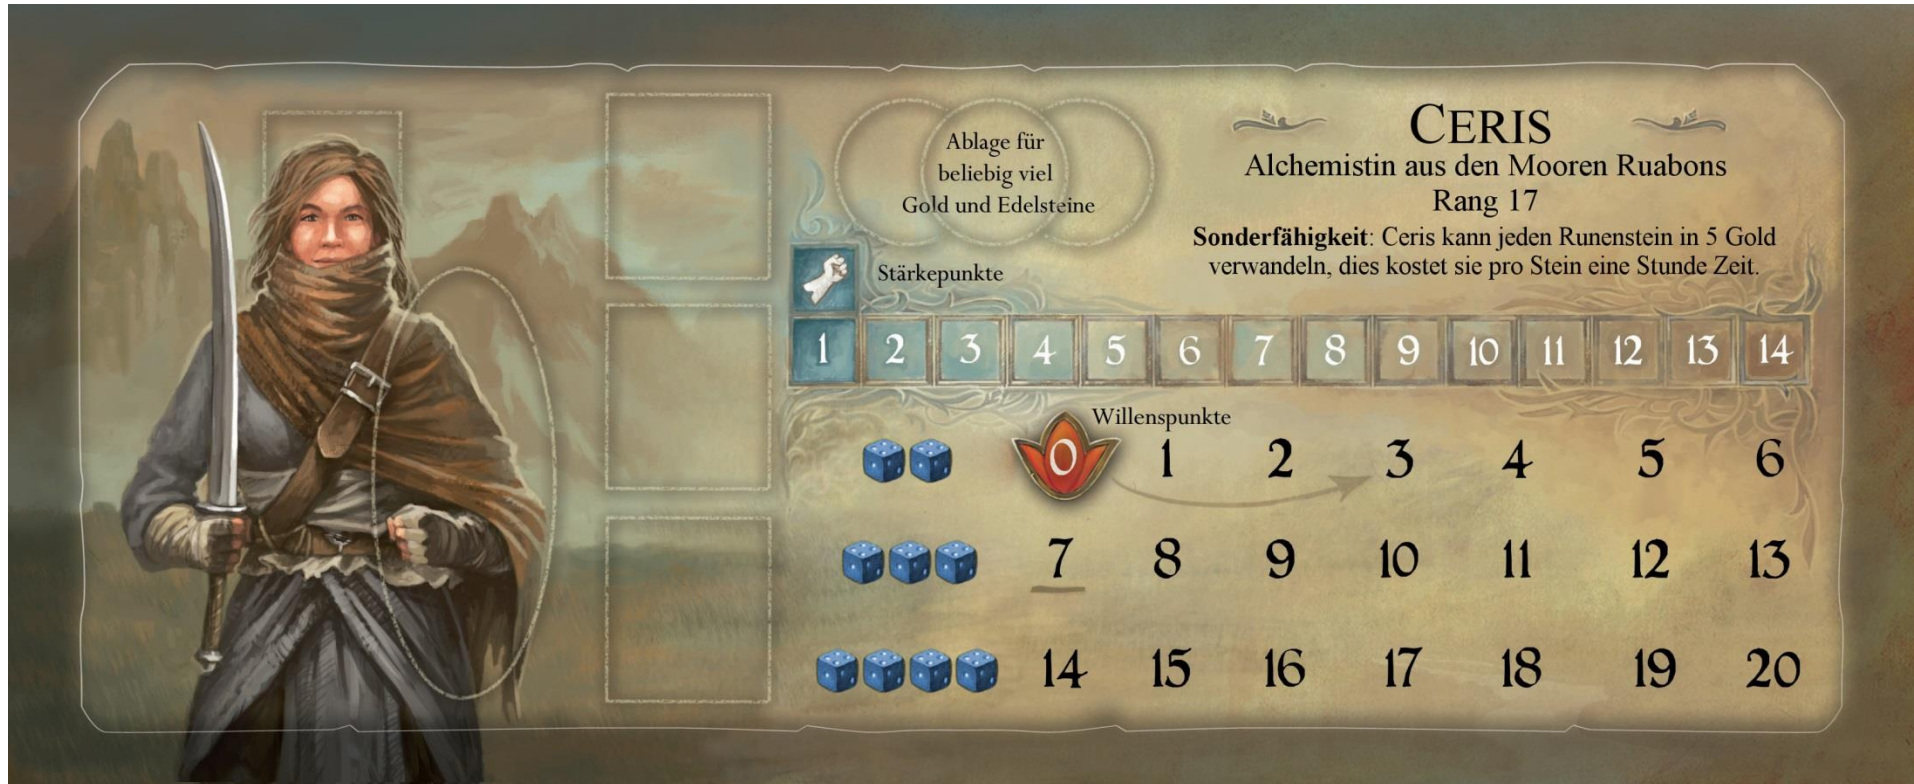 Ablage für
beliebig viel
Gold und Edelsteine
CERIS
Alchemistin aus den Mooren Ruabons
Rang 17
Sonderfähigkeit: Ceris kann jeden Runenstein in 5 Gold
verwandeln, dies kostet sie pro Stein eine Stunde Zeit.
Stärkepunkte
1 2 3 4 5 6 7 8 9 10 11 12 13 14
Willenspunkte
0 1 2 3 4 5 6
7 8 9 10 11 12 13
14 15 16 17 18 19 20